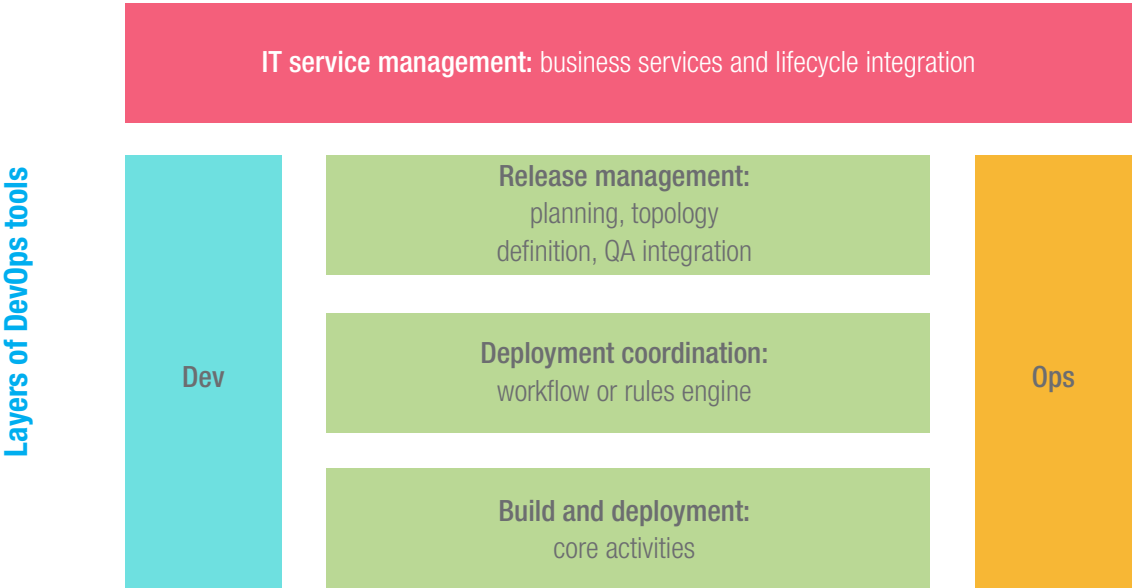 IT service management: business services and lifecycle integration
Layers of DevOps tools
Dev
Release management:
planning, topology
definition, QA integration
Deployment coordination:
workflow or rules engine
Build and deployment:
core activities
Ops